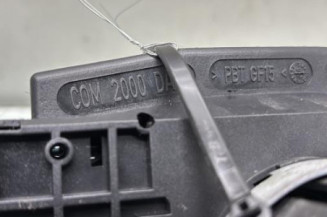 COM 2000 DA
>PBT GF15<